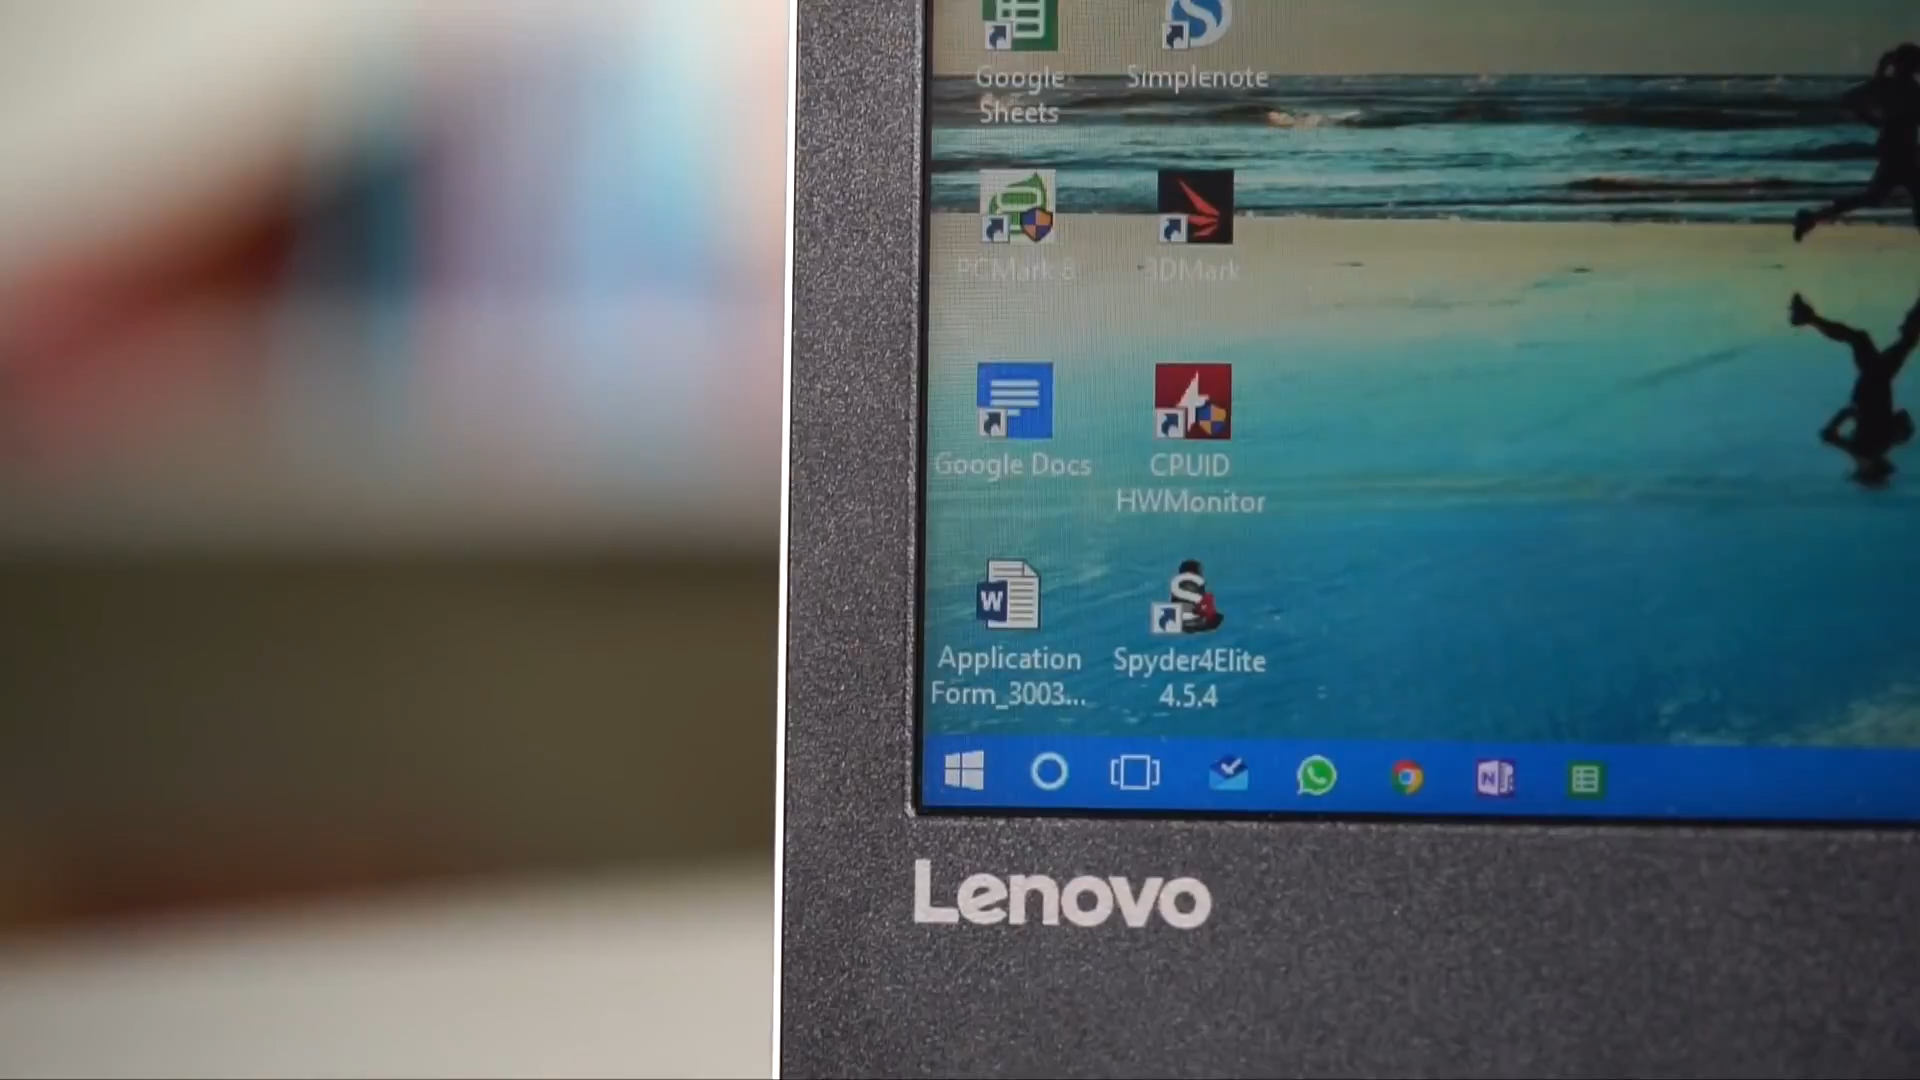 Google
Sheets
Simplenote
PCMark 8
3DMark
Google Docs
CPUID
HWMonitor
W
Application
Form_3003...
S
Spyder4Elite
4.5.4
N
Lenovo